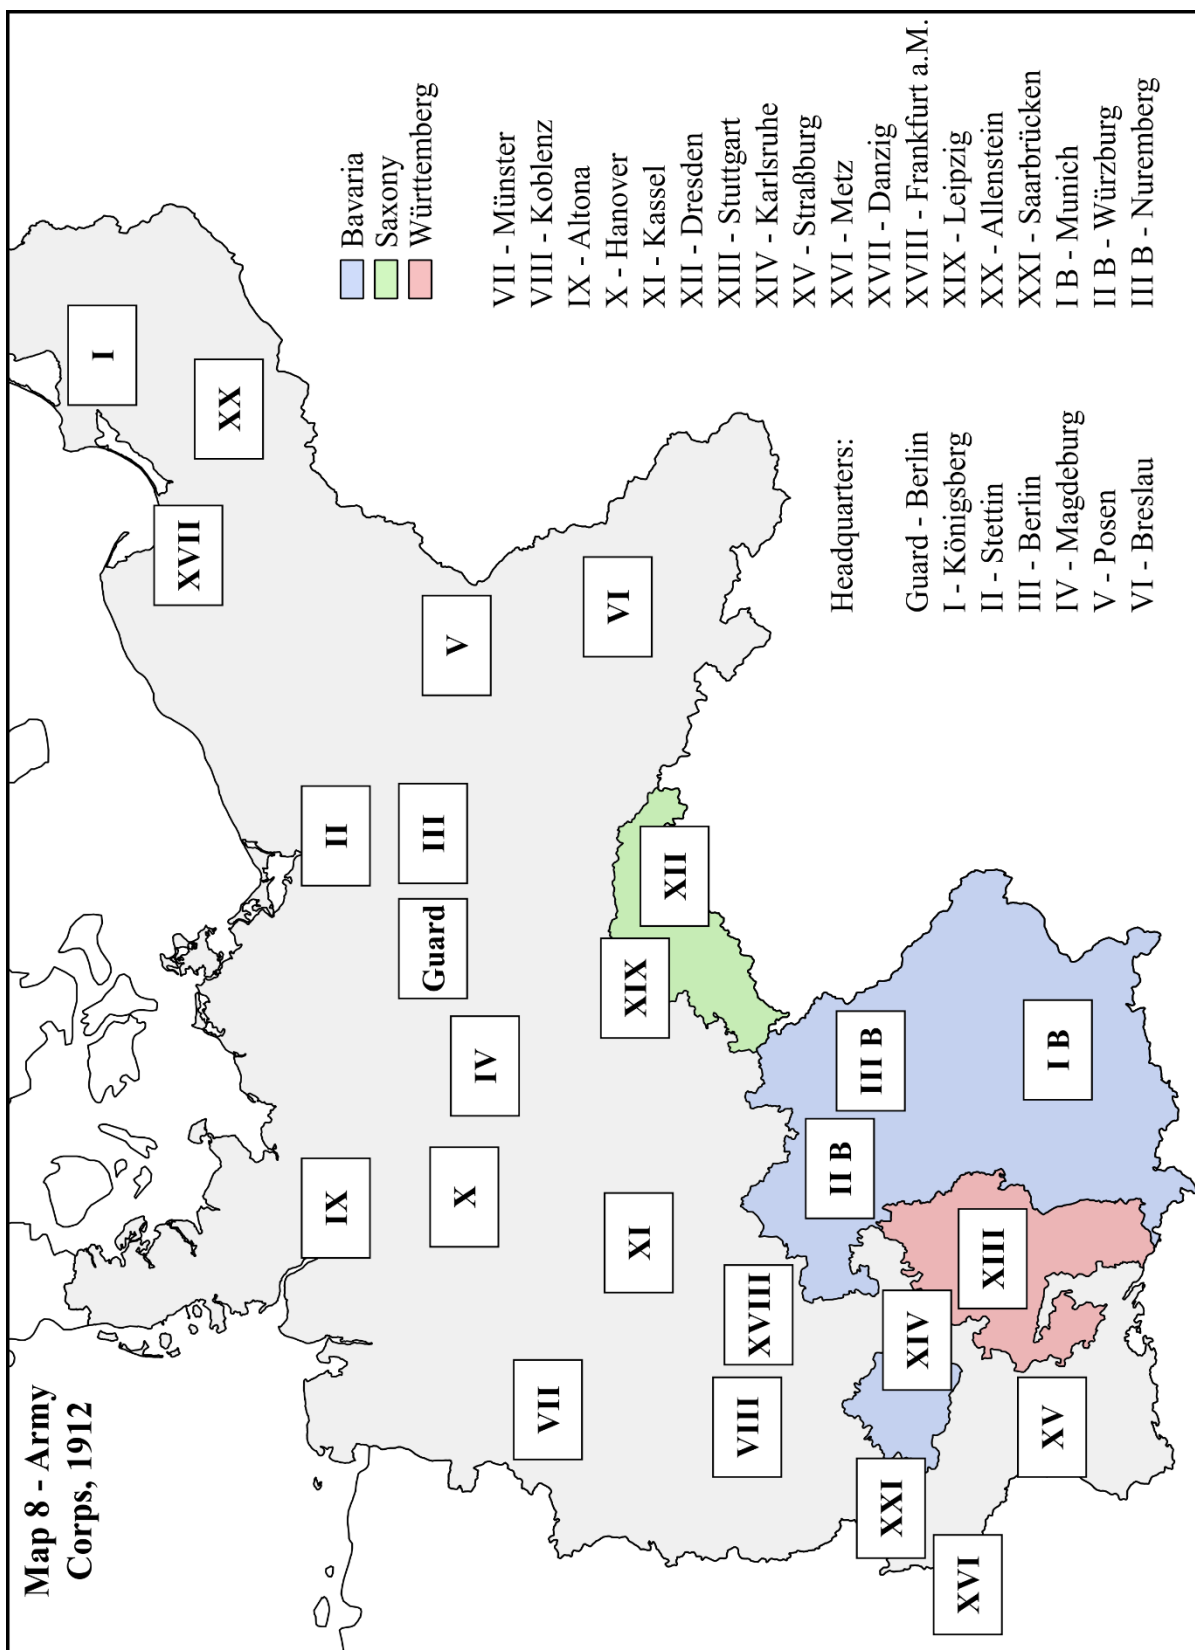 Map 8 - Army
Corps, 1912
I
XX
XVII
II
III
Guard
V
VI
IX
X
IV
XII
XIX
VII
XI
XVIII
VIII
II B
III B
I B
XIII
XIV
XXI
XV
XVI
Bavaria
Saxony
Württemberg
Headquarters:
Guard - Berlin
I - Königsberg
II - Stettin
III - Berlin
IV - Magdeburg
V - Posen
VI - Breslau
VII - Münster
VIII - Koblenz
IX - Altona
X - Hanover
XI - Kassel
XII - Dresden
XIII - Stuttgart
XIV - Karlsruhe
XV - Straßburg
XVI - Metz
XVII - Danzig
XVIII - Frankfurt a.M.
XIX - Leipzig
XX - Allenstein
XXI - Saarbrücken
I B - Munich
II B - Würzburg
III B - Nuremberg